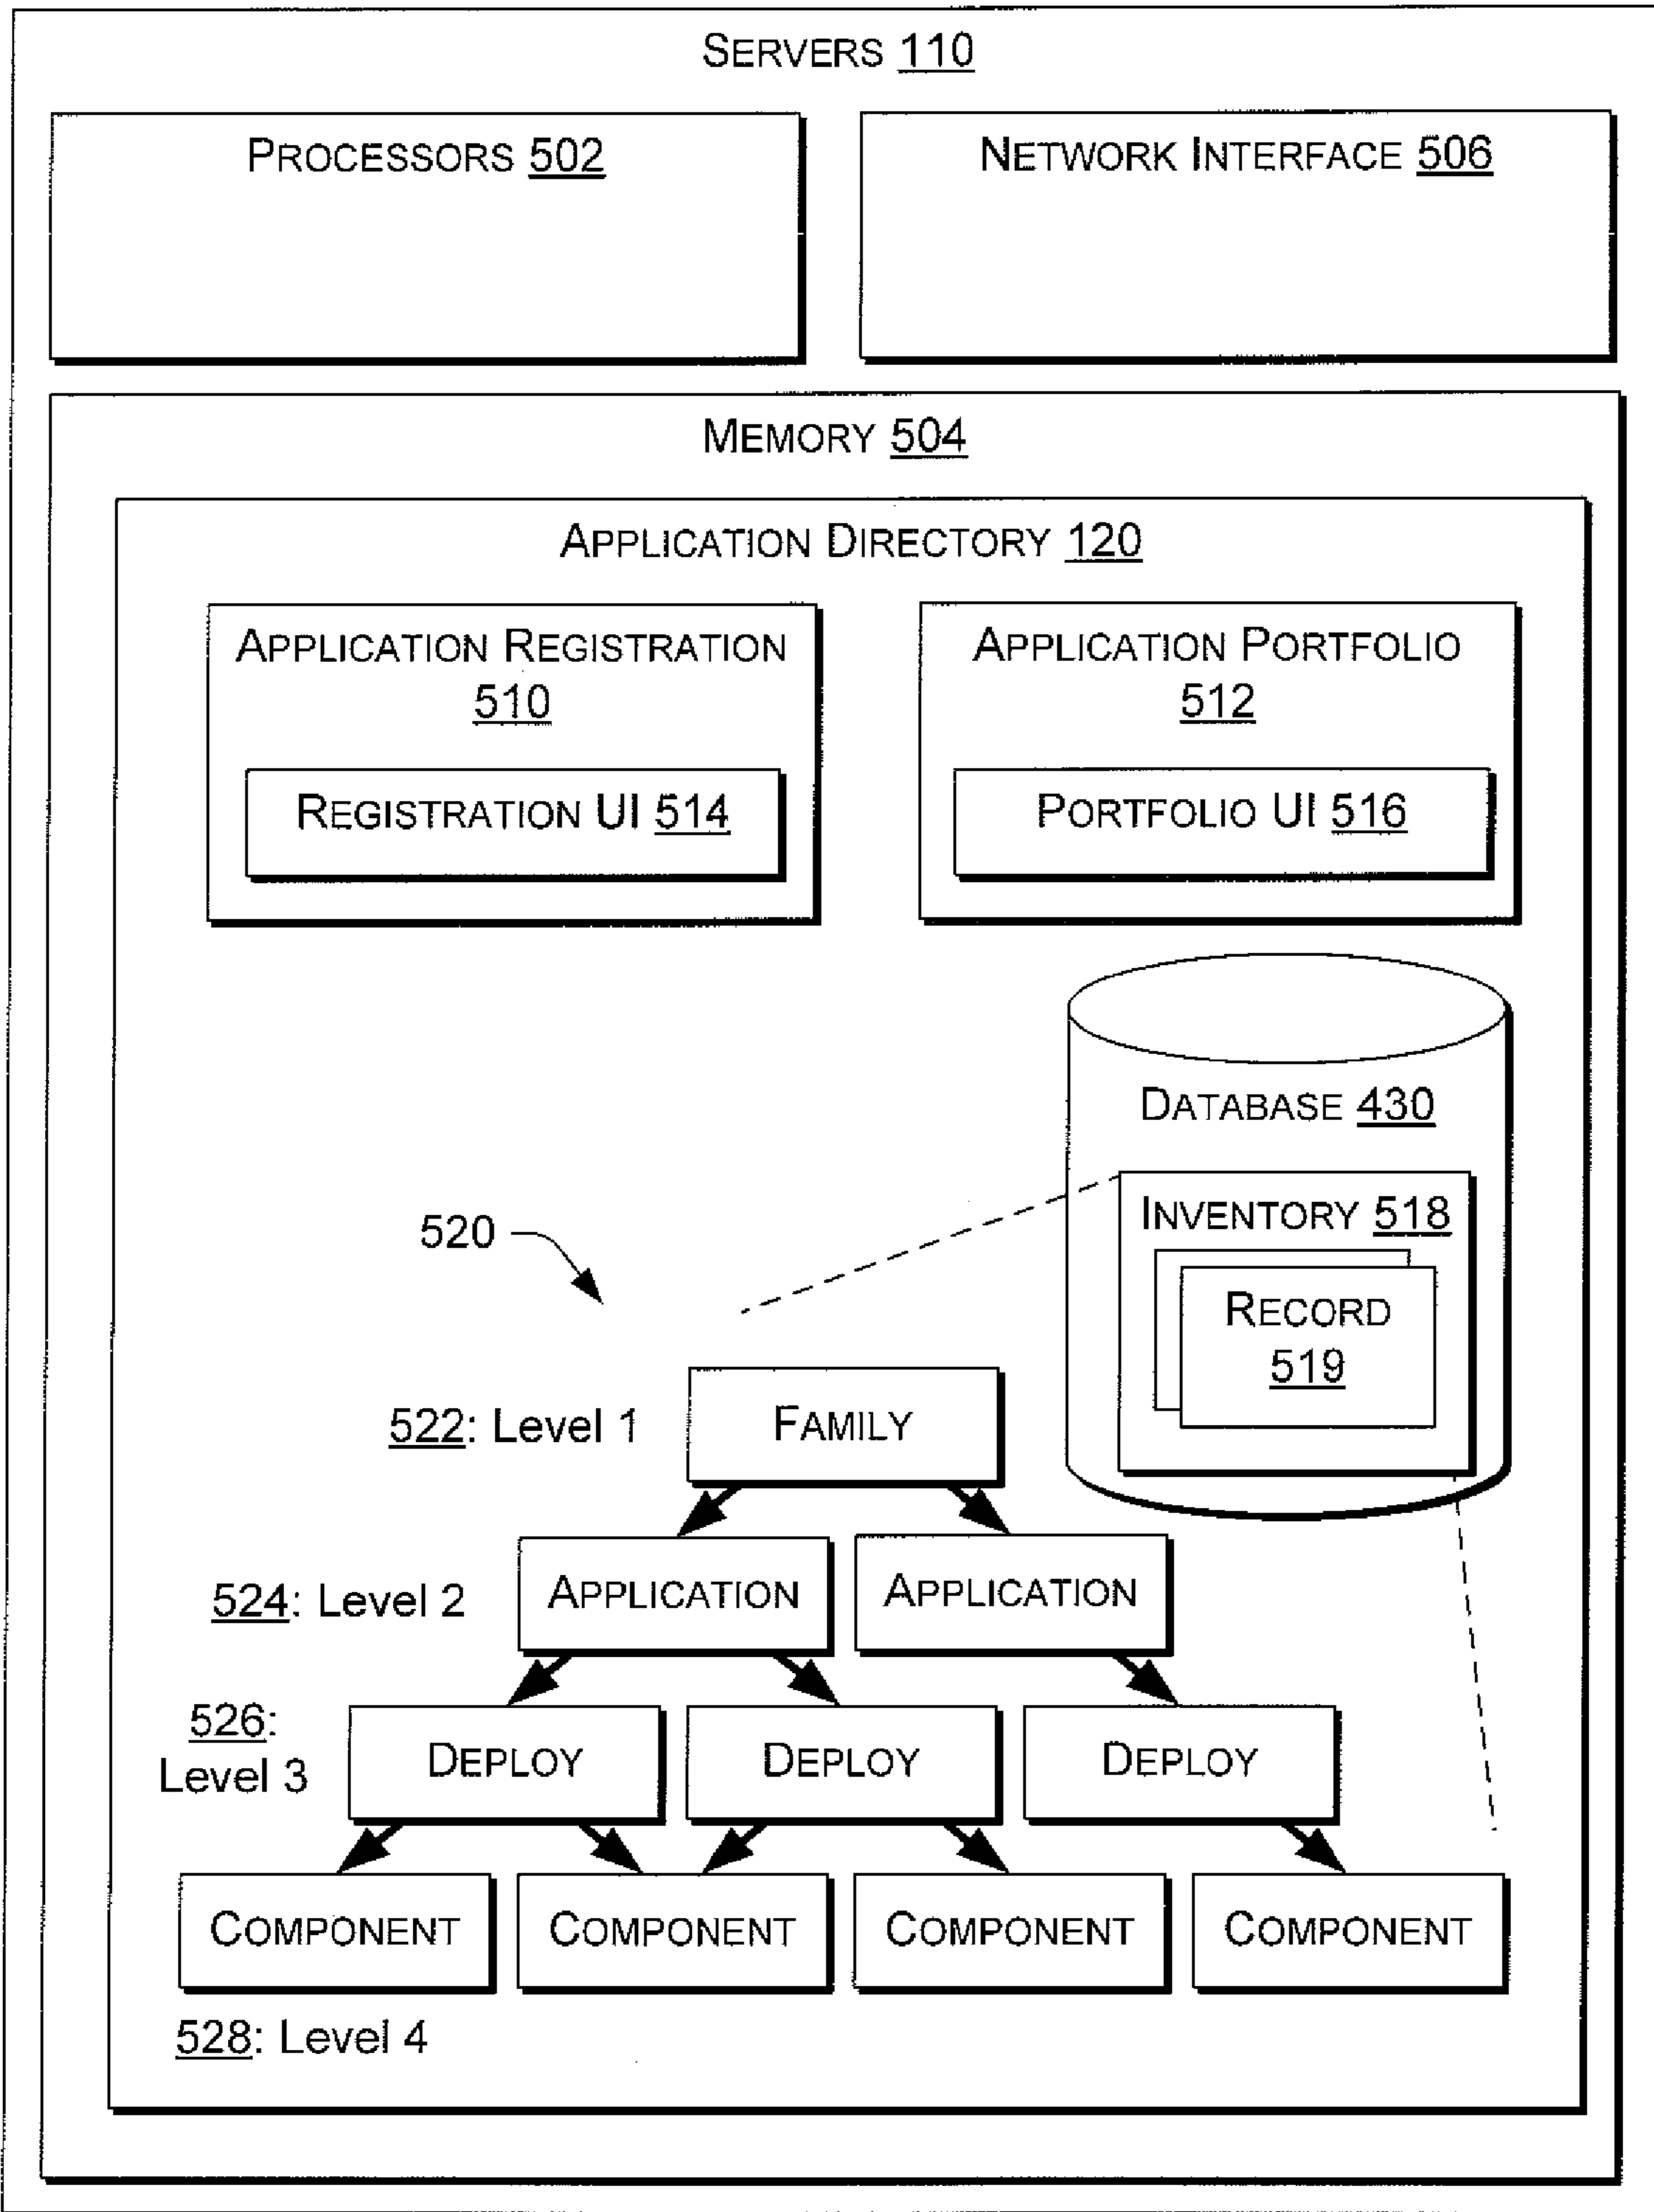 SERVERS 110
PROCESSORS 502
NETWORK INTERFACE 506
MEMORY 504
APPLICATION DIRECTORY 120
APPLICATION REGISTRATION
510
REGISTRATION UI 514
APPLICATION PORTFOLIO
512
PORTFOLIO UI 516
DATABASE 430
INVENTORY 518
RECORD
519
520
522: Level 1
FAMILY
524: Level 2
APPLICATION
APPLICATION
526:
Level 3
DEPLOY
DEPLOY
DEPLOY
COMPONENT
COMPONENT
COMPONENT
COMPONENT
528: Level 4